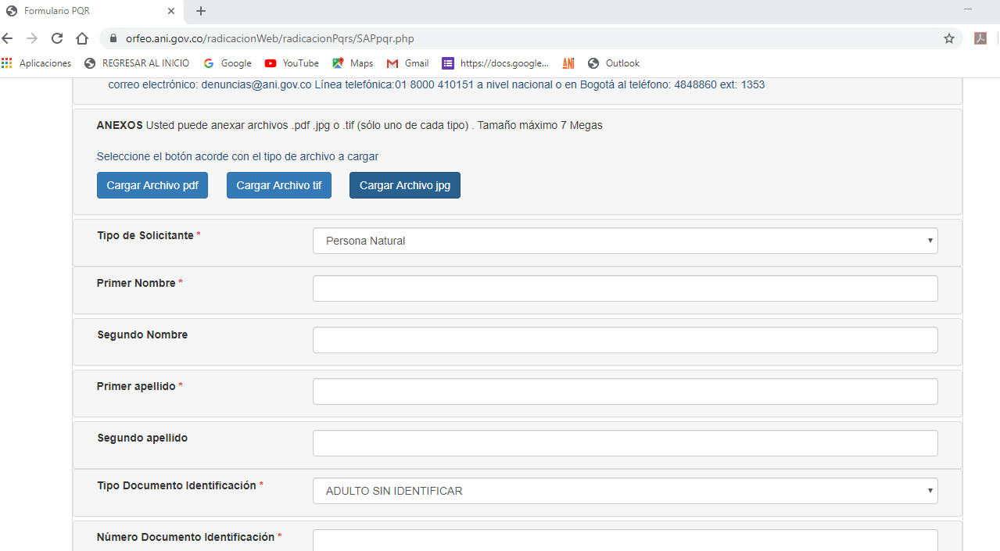 Formulario PQR
orfeo.ani.gov.co/radicacionWeb/radicacionPqrs/SAPpqr.php
Aplicaciones REGRESAR AL INICIO Google YouTube Maps Gmail https://docs.google... ANI Outlook
correo electrónico: denuncias@ani.gov.co Línea telefónica:01 8000 410151 a nivel nacional o en Bogotá al teléfono: 4848860 ext: 1353
ANEXOS Usted puede anexar archivos .pdf .jpg o .tif (sólo uno de cada tipo) . Tamaño máximo 7 Megas
Seleccione el botón acorde con el tipo de archivo a cargar
Cargar Archivo pdf Cargar Archivo tif Cargar Archivo jpg
Tipo de Solicitante * Persona Natural
Primer Nombre *
Segundo Nombre
Primer apellido *
Segundo apellido
Tipo Documento Identificación * ADULTO SIN IDENTIFICAR
Número Documento Identificación *